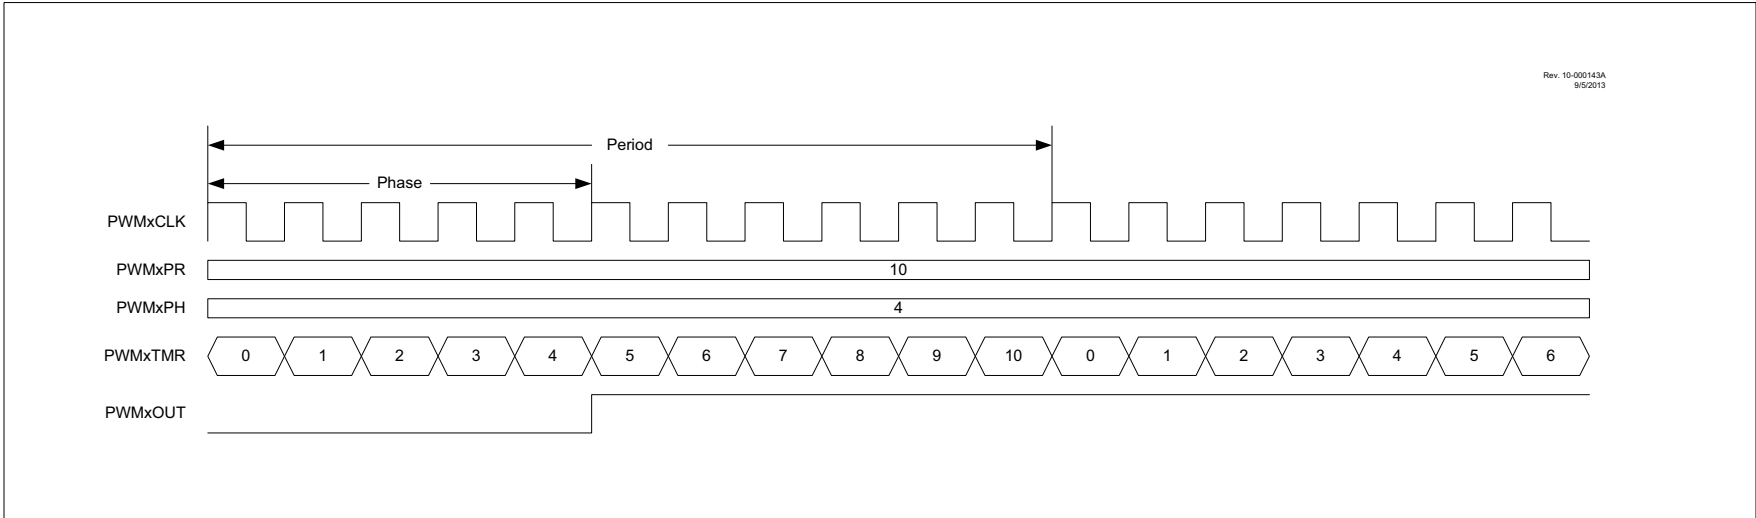 Rev. 10-000143A
9/5/2013
Period
Phase
PWMxCLK
PWMxPR 10
PWMxPH 4
PWMxTMR 0 1 2 3 4 5 6 7 8 9 10 0 1 2 3 4 5 6
PWMxOUT